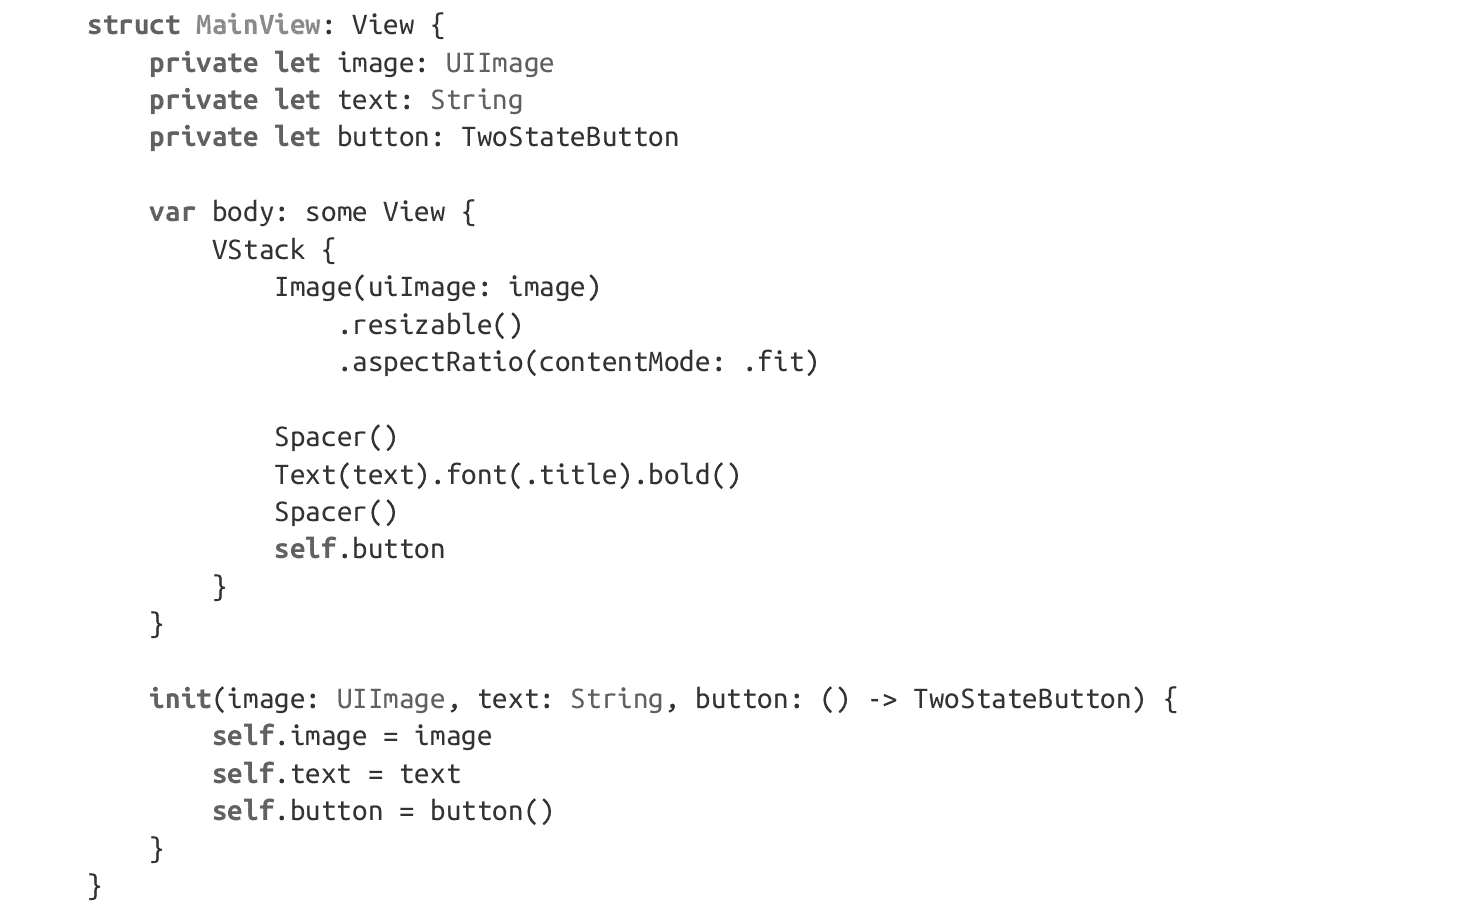 struct MainView: View {
    private let image: UIImage
    private let text: String
    private let button: TwoStateButton

    var body: some View {
        VStack {
            Image(uiImage: image)
                .resizable()
                .aspectRatio(contentMode: .fit)

            Spacer()
            Text(text).font(.title).bold()
            Spacer()
            self.button
        }
    }

    init(image: UIImage, text: String, button: () -> TwoStateButton) {
        self.image = image
        self.text = text
        self.button = button()
    }
}